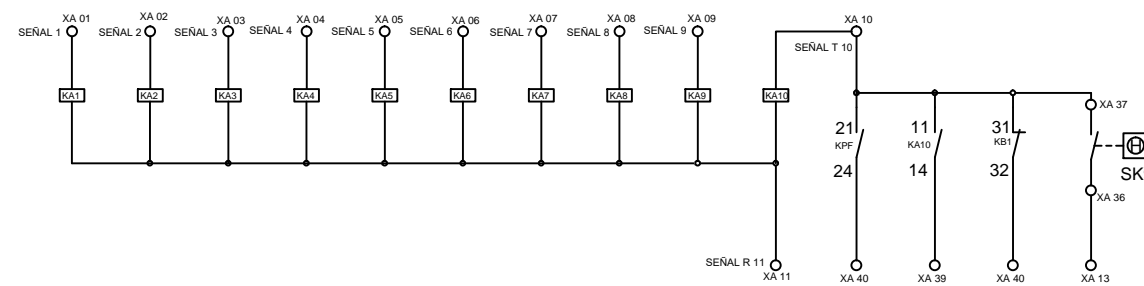 XA 01 XA 02 XA 03 XA 04 XA 05 XA 06 XA 07 XA 08 XA 09 XA 10
SEÑAL 1 SEÑAL 2 SEÑAL 3 SEÑAL 4 SEÑAL 5 SEÑAL 6 SEÑAL 7 SEÑAL 8 SEÑAL 9
SEÑAL T 10
KA1 KA2 KA3 KA4 KA5 KA6 KA7 KA8 KA9 KA10
XA 37
21 11 31
KPF KA10 KB1
24 14 32
SK
XA 36
SEÑAL R 11
XA 11 XA 40 XA 39 XA 40 XA 13